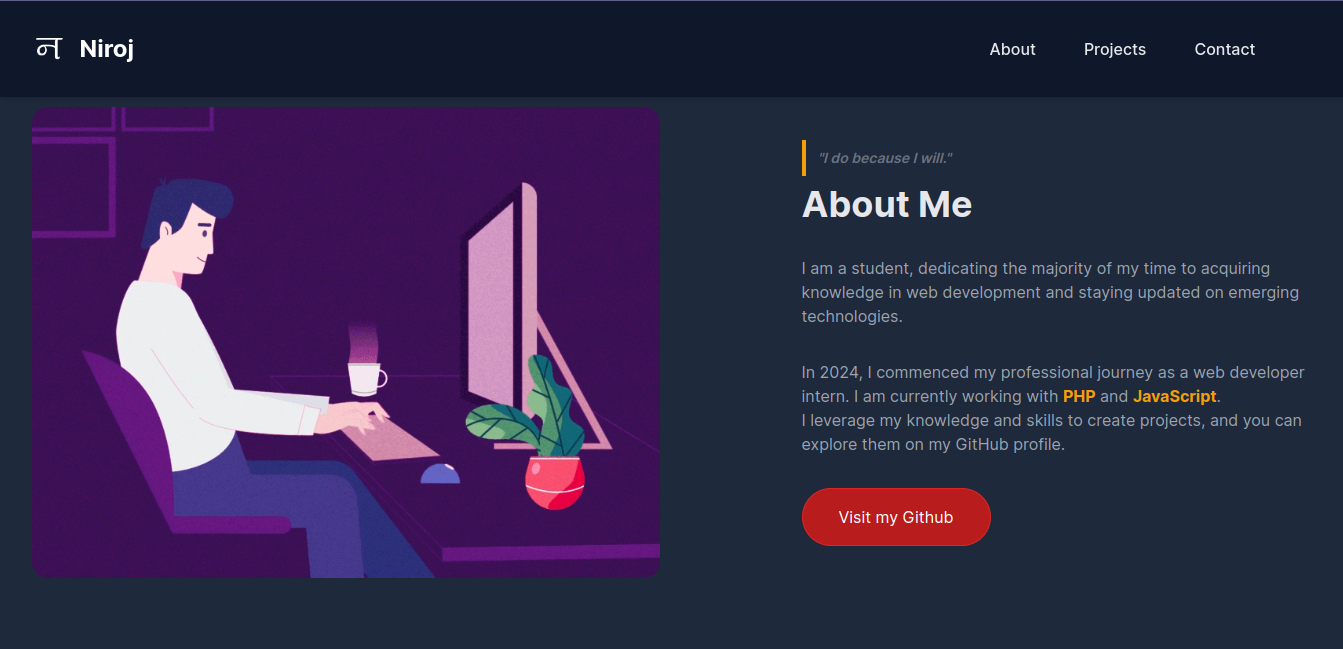 न Niroj
About Projects Contact
"I do because I will."
About Me
I am a student, dedicating the majority of my time to acquiring
knowledge in web development and staying updated on emerging
technologies.
In 2024, I commenced my professional journey as a web developer
intern. I am currently working with PHP and JavaScript.
I leverage my knowledge and skills to create projects, and you can
explore them on my GitHub profile.
Visit my Github